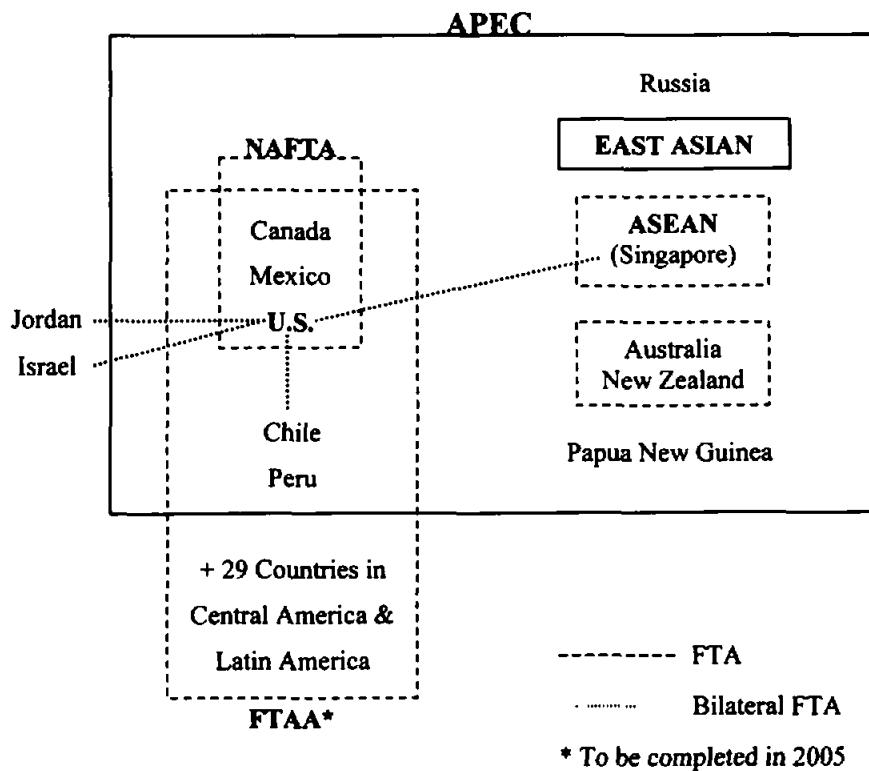 APEC
Russia
EAST ASIAN
NAFTA
ASEAN
(Singapore)
Canada
Mexico
U.S.
Jordan
Israel
Australia
New Zealand
Chile
Peru
Papua New Guinea
+ 29 Countries in
Central America &
Latin America
FTAA*
FTA
Bilateral FTA
* To be completed in 2005